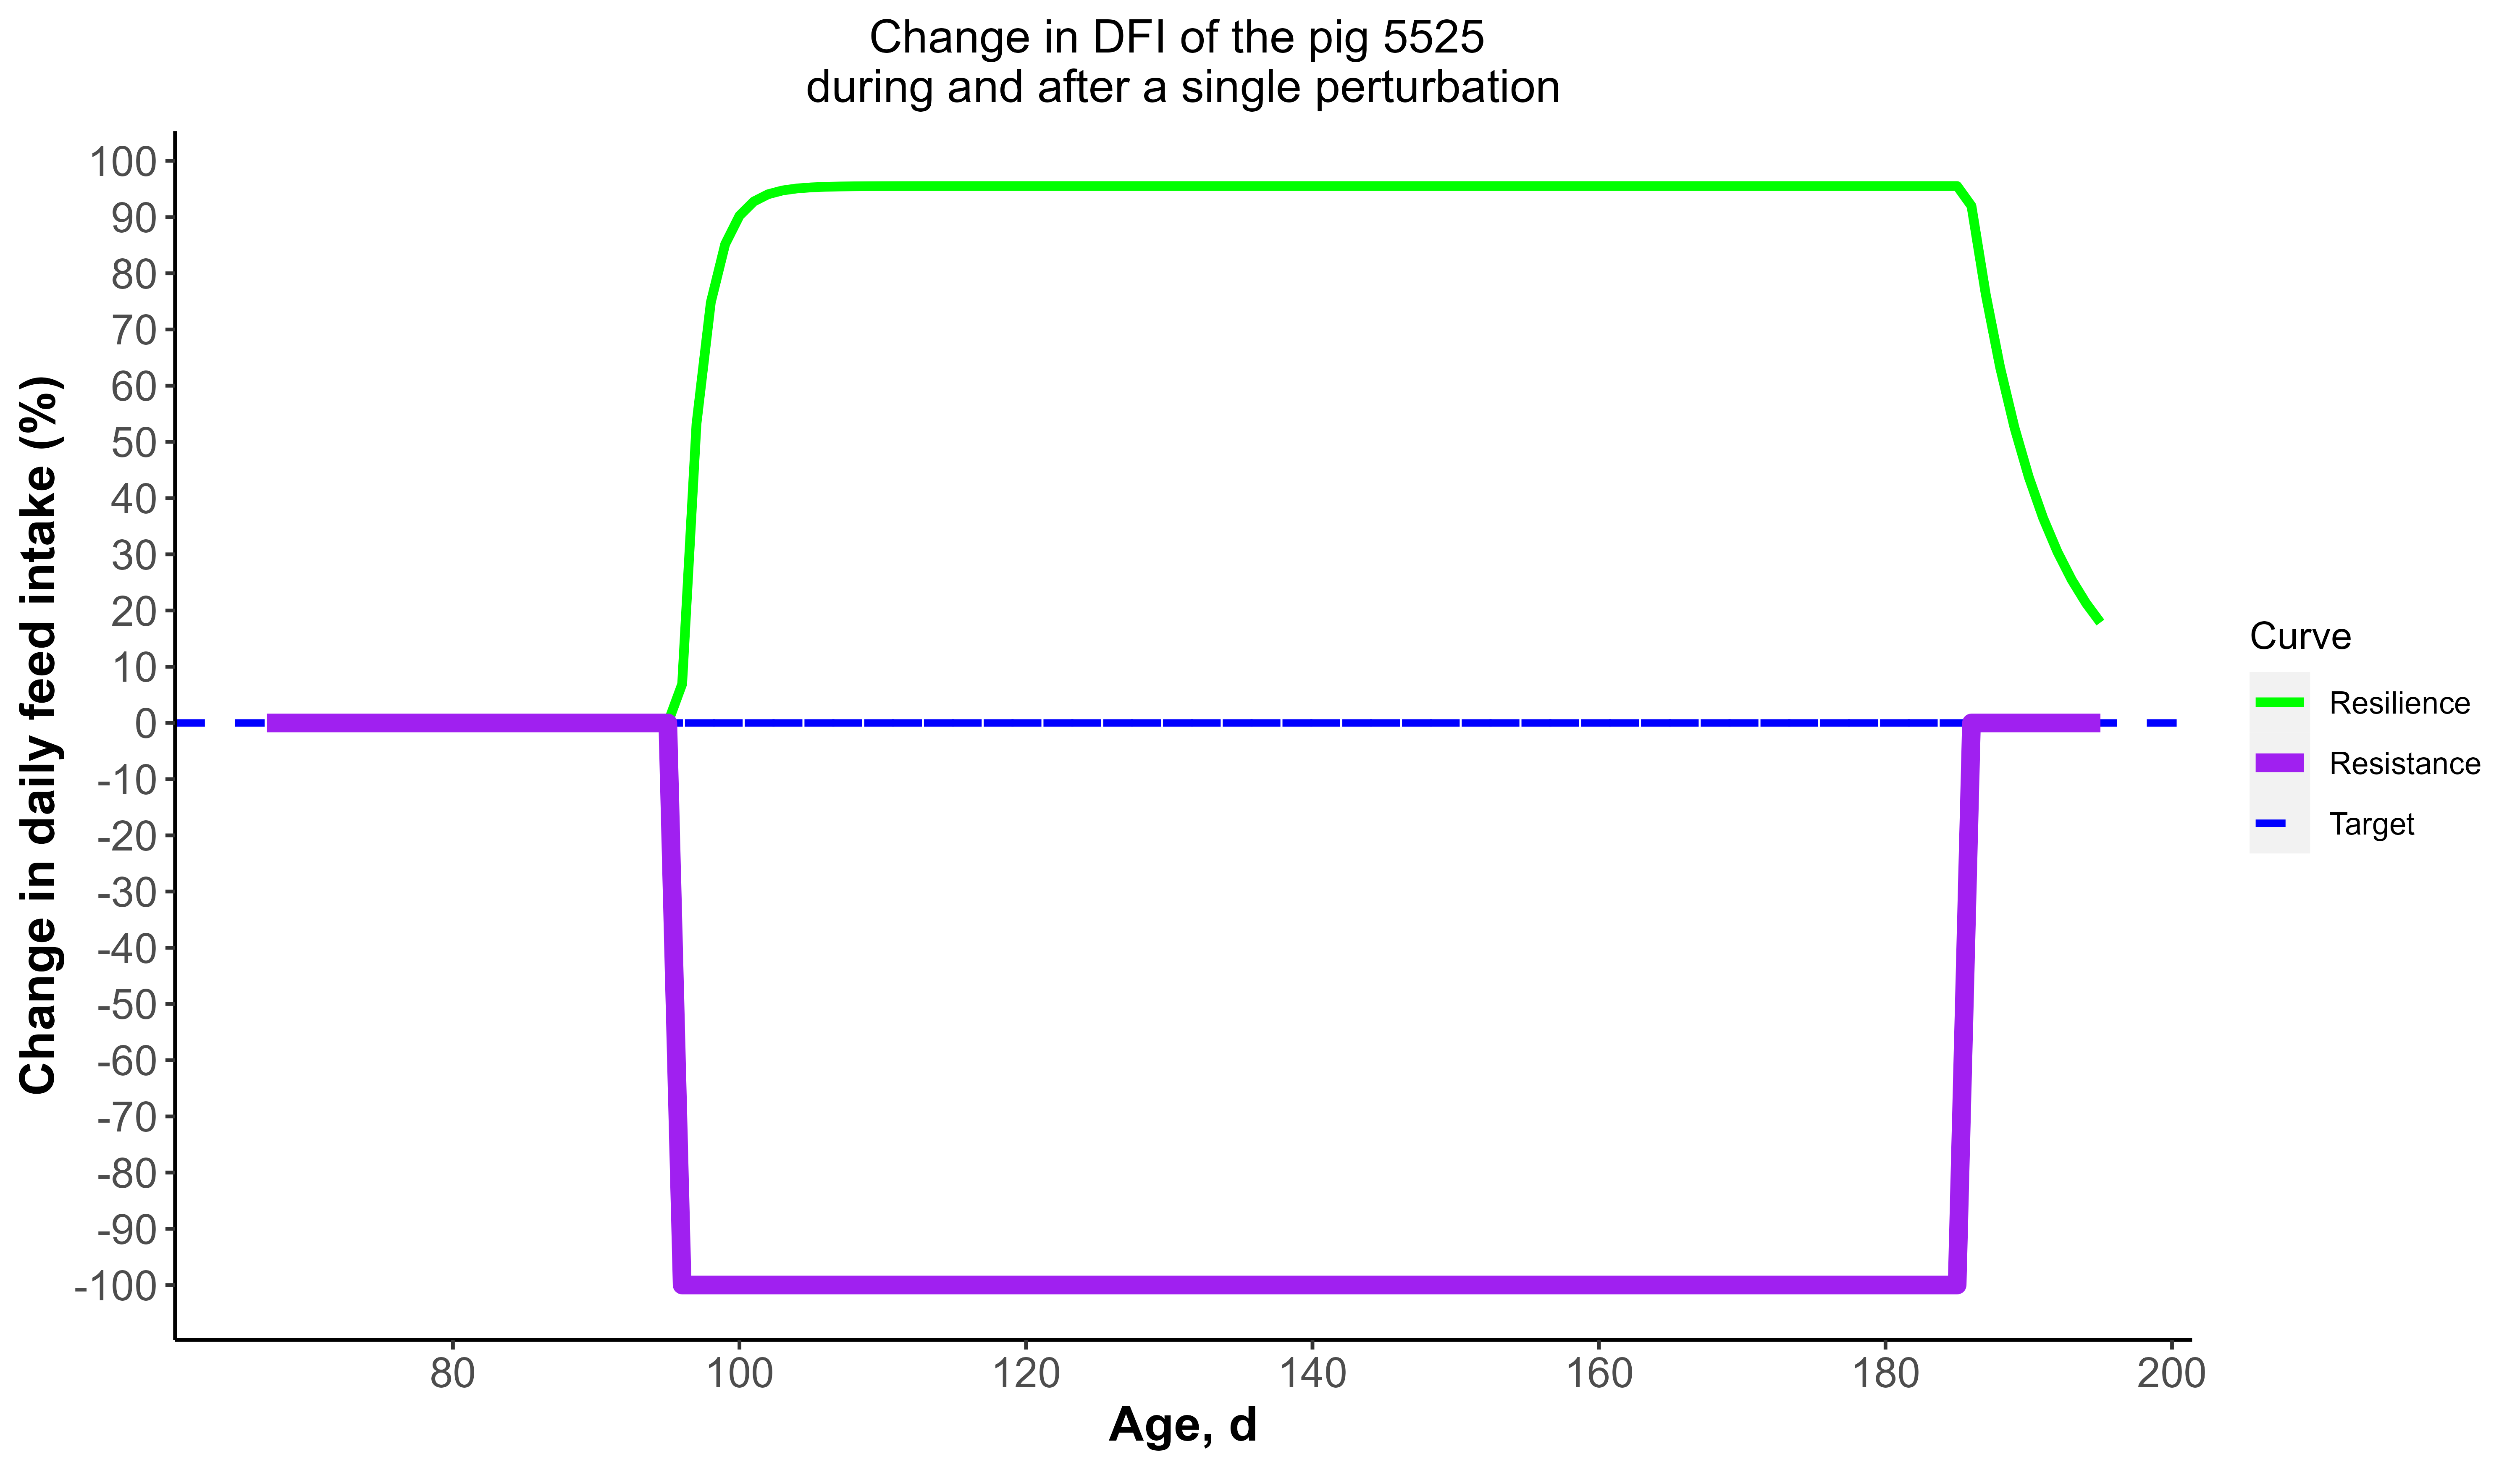 Change in DFI of the pig 5525
during and after a single perturbation
Change in daily feed intake (%)
100
90
80
70
60
50
40
30
20
10
0
-10
-20
-30
-40
-50
-60
-70
-80
-90
-100
80 100 120 140 160 180 200
Age, d
Curve
Resilience
Resistance
Target